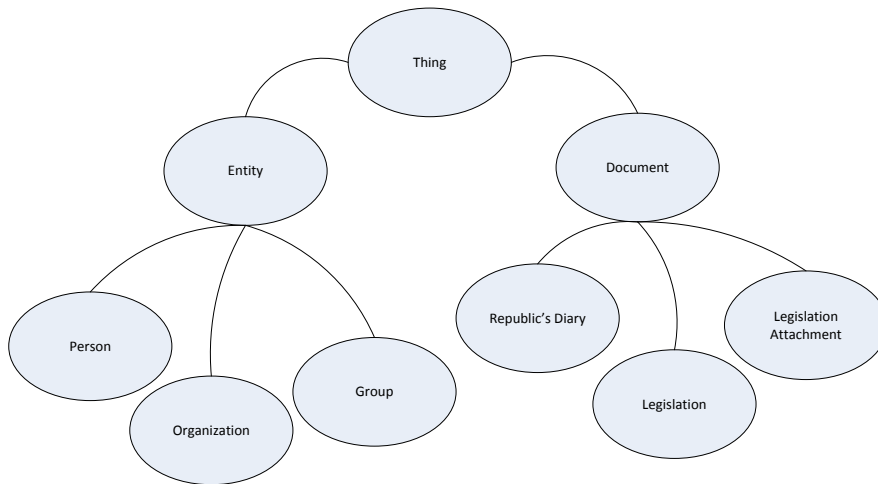 Thing
Entity
Document
Republic’s Diary
Legislation
Attachment
Person
Group
Legislation
Organization